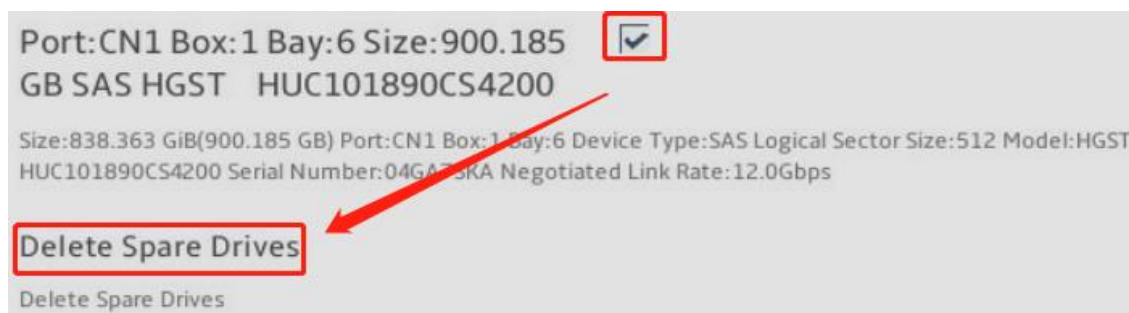 Port:CN1 Box:1 Bay:6 Size:900.185
GB SAS HGST HUC101890CS4200
Size:838.363 GiB(900.185 GB) Port:CN1 Box:1 Bay:6 Device Type:SAS Logical Sector Size:512 Model:HGST
HUC101890CS4200 Serial Number: Negotiated Link Rate:12.0Gbps
Delete Spare Drives
Delete Spare Drives